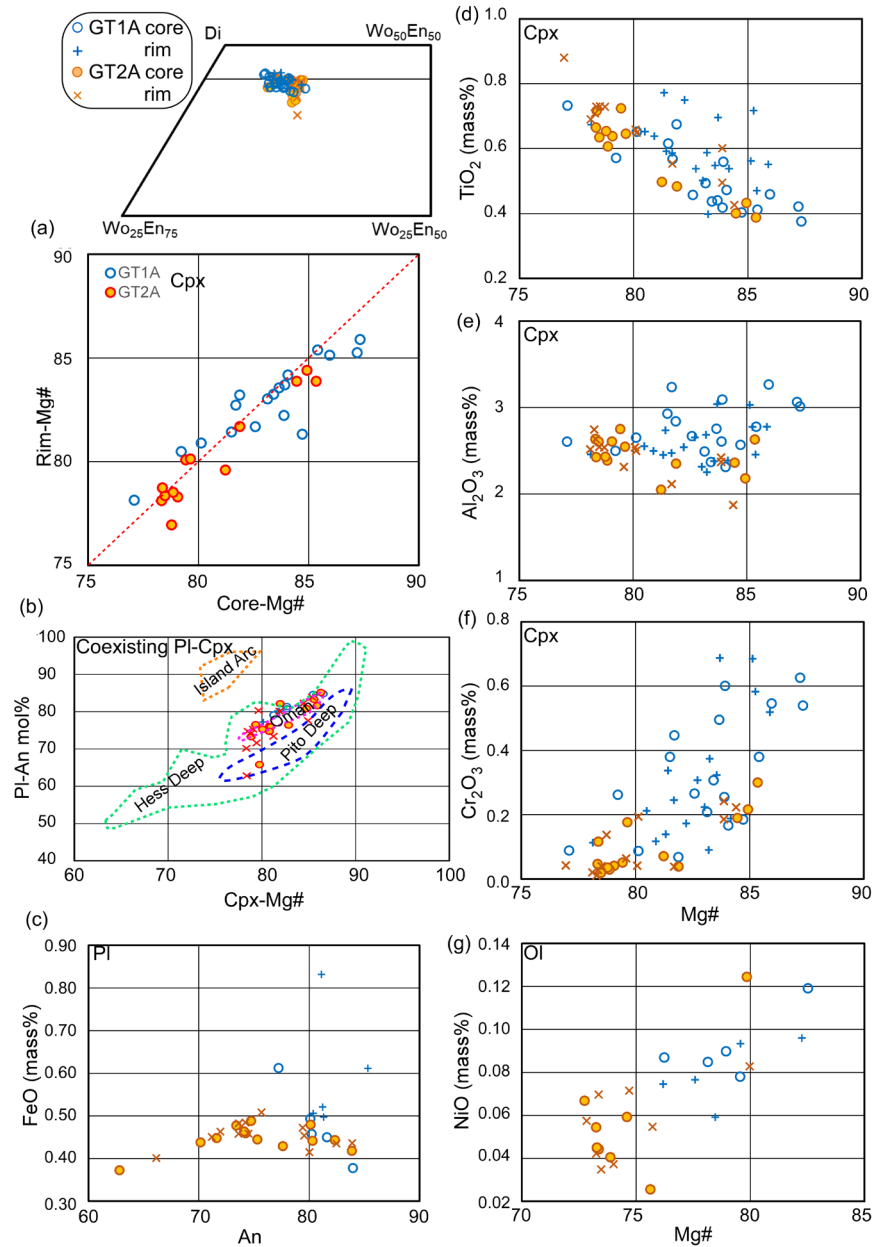 GT1A core
rim
GT2A core
rim
Di
Wo50En50
Wo25En75
Wo25En50
(a)
90
85
80
75
Rim-Mg#
GT1A
GT2A
Cpx
75
80
85
90
Core-Mg#
(b)
100
90
80
70
60
50
40
Pl-An mol%
Coexisting Pl-Cpx
Island Arc
Oman
Pito Deep
Hess Deep
60
70
80
90
100
Cpx-Mg#
(c)
0.90
0.80
0.70
0.60
0.50
0.40
0.30
FeO (mass%)
Pl
60
70
80
90
An
(d)
Cpx
1.0
0.8
0.6
0.4
0.2
TiO2 (mass%)
75
80
85
90
(e)
Cpx
4
3
2
1
Al2O3 (mass%)
75
80
85
90
(f)
Cpx
0.8
0.6
0.4
0.2
0.0
Cr2O3 (mass%)
75
80
85
90
Mg#
(g)
Ol
0.14
0.12
0.10
0.08
0.06
0.04
0.02
NiO (mass%)
70
75
80
85
Mg#